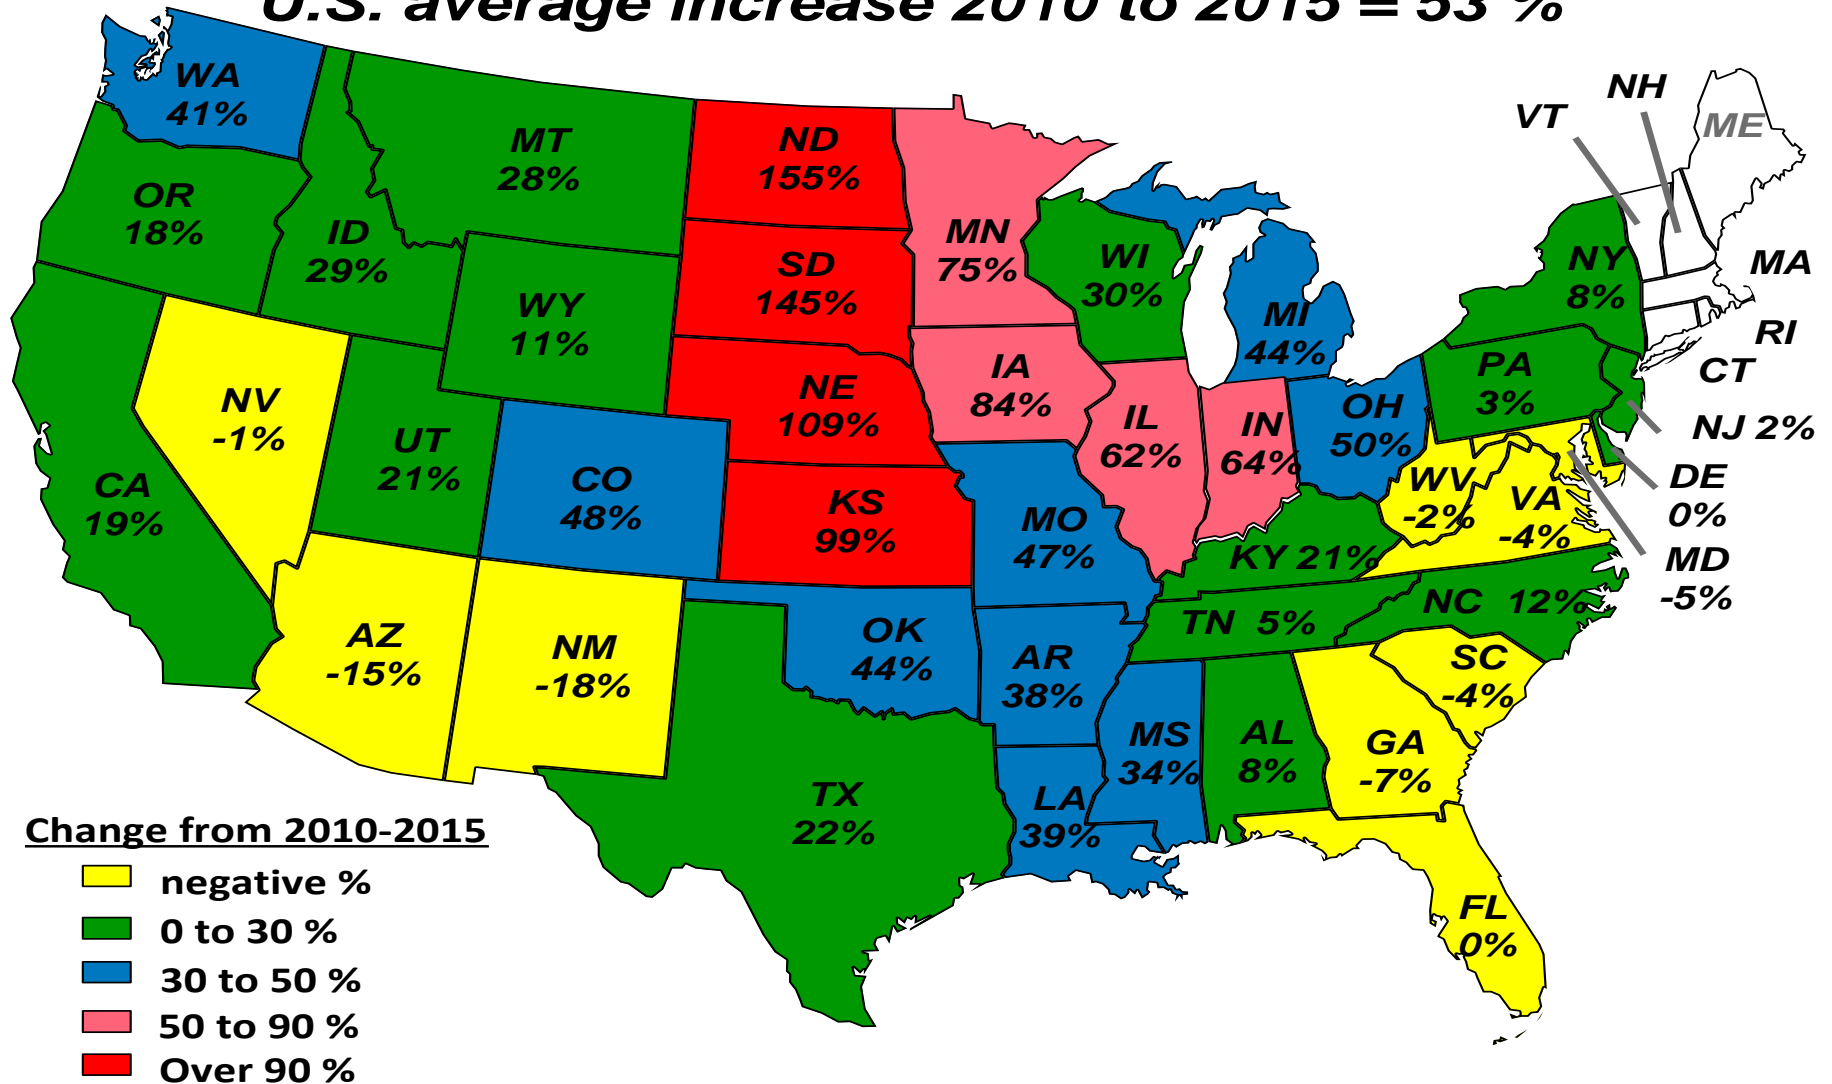 U.S. average increase 2010 to 2015 = 53 %
WA
41%
OR
18%
ID
29%
MT
28%
WY
11%
ND
155%
SD
145%
NE
109%
KS
99%
MN
75%
WI
30%
IA
84%
IL
62%
IN
64%
MI
44%
OH
50%
VT
NH
ME
NY
8%
MA
RI
CT
PA
3%
NJ 2%
DE
0%
MD
-5%
WV
-2%
VA
-4%
NV
-1%
UT
21%
CO
48%
CA
19%
MO
47%
KY 21%
TN 5%
NC 12%
AZ
-15%
NM
-18%
OK
44%
AR
38%
SC
-4%
MS
34%
AL
8%
GA
-7%
TX
22%
LA
39%
FL
0%
Change from 2010-2015
negative %
0 to 30 %
30 to 50 %
50 to 90 %
Over 90 %